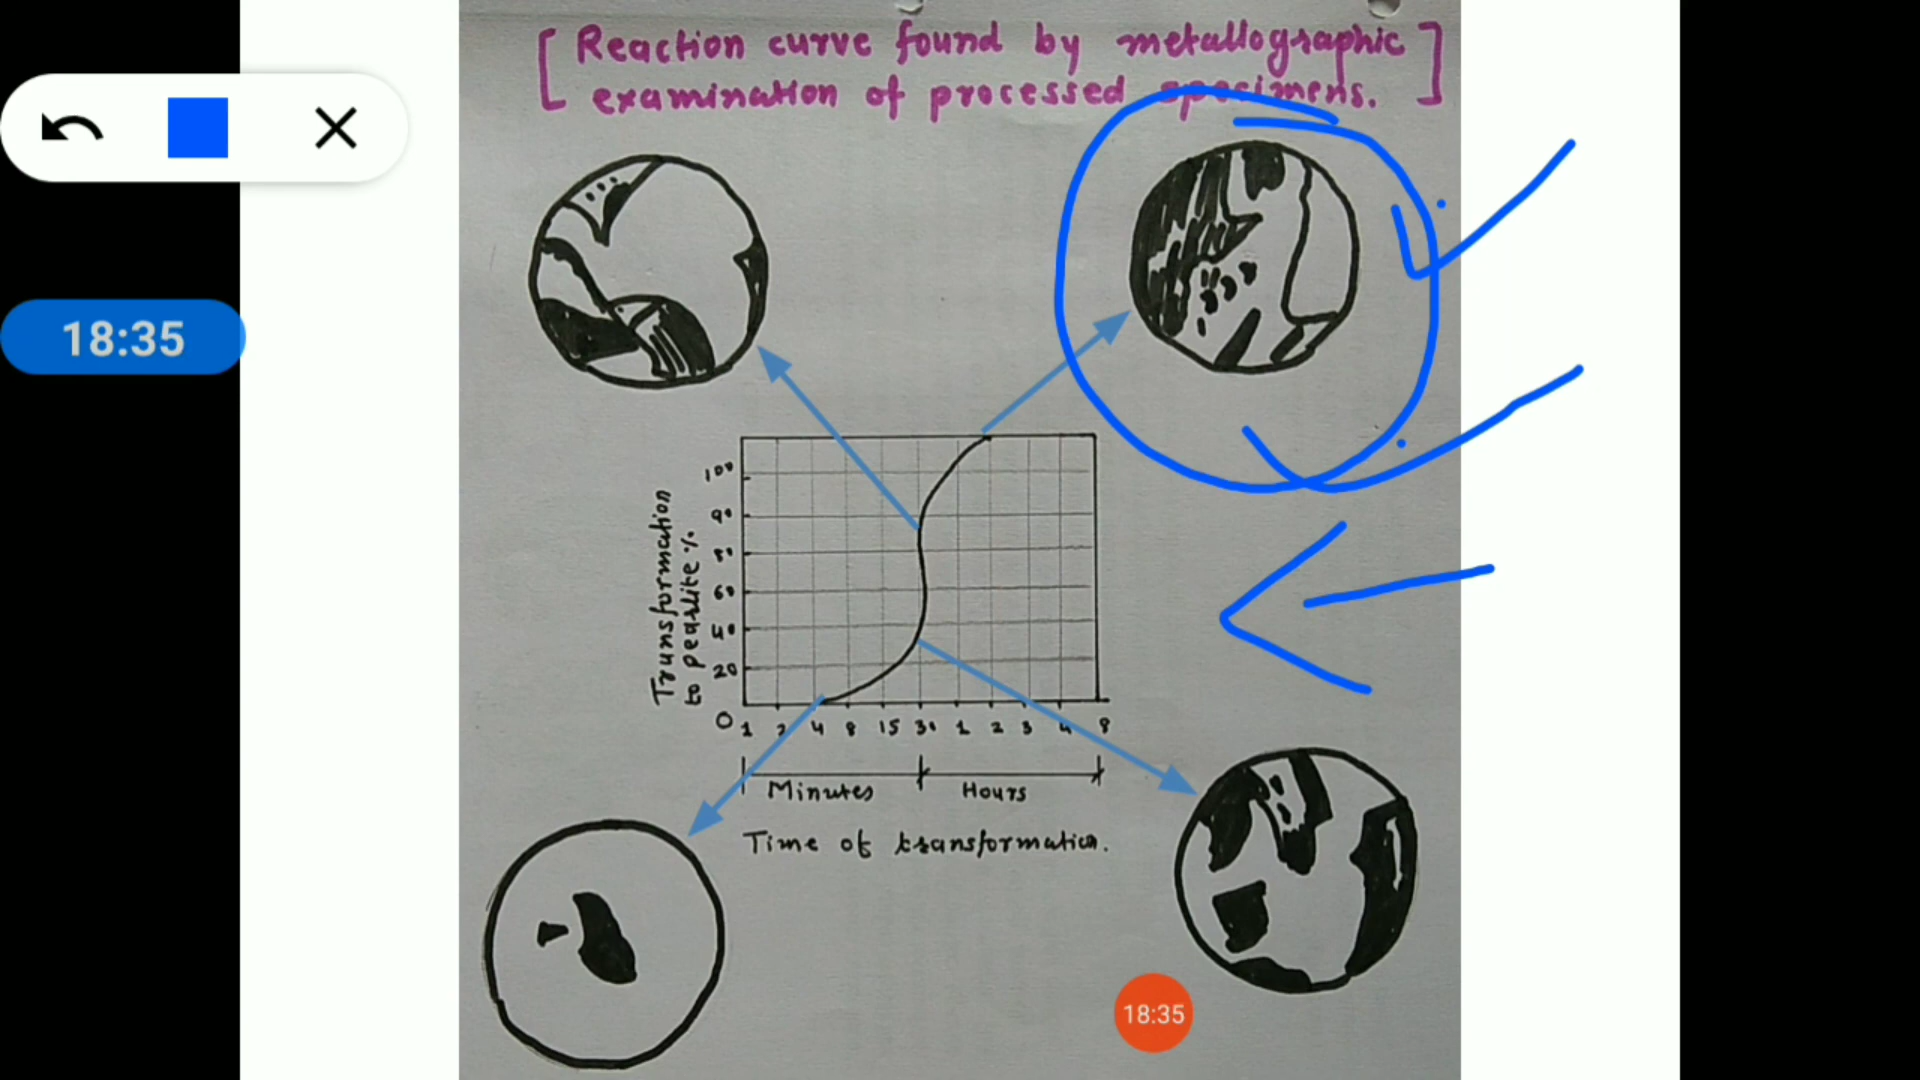 [ Reaction curve found by metallographic
examination of processed specimens. ]
18:35
Transformation
to pearlite %
100
90
80
60
40
20
0
1 2 4 8 15 30 1 2 3 4 8
Minutes Hours
Time of transformation.
18:35